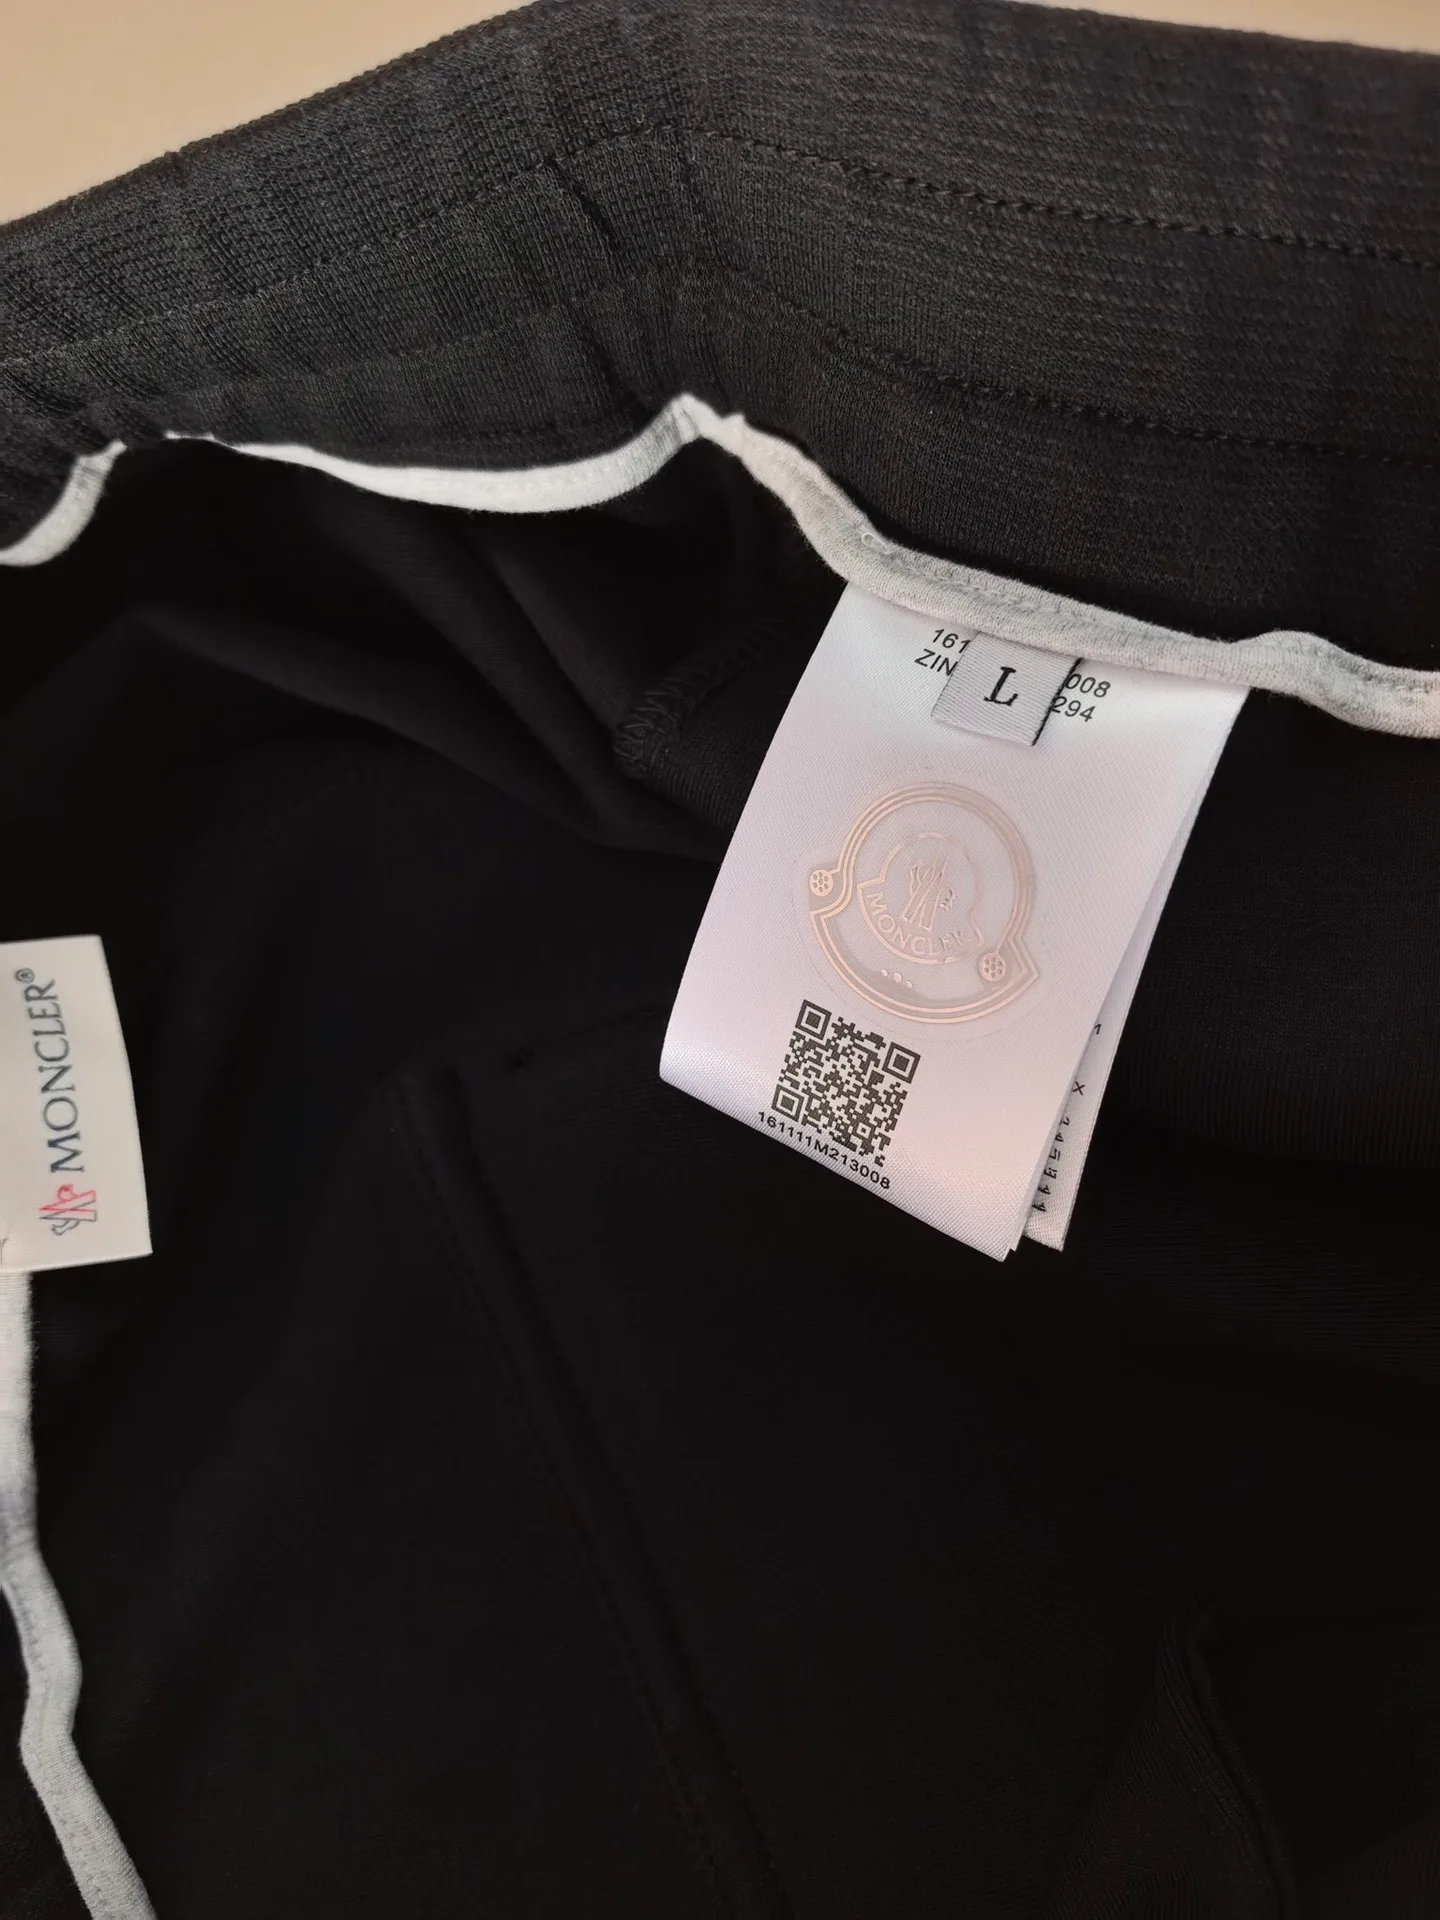 161
008
ZIN
294
L
MONCLER
161111M213008
MONCLER®
X